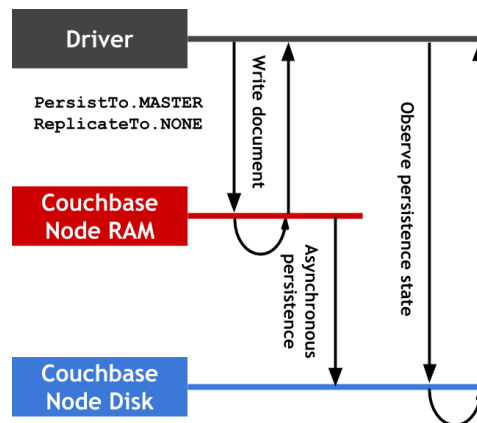 Driver
PersistTo.MASTER
ReplicateTo.NONE
Write document
Observe persistence state
Couchbase
Node RAM
Asynchronous
persistence
Couchbase
Node Disk